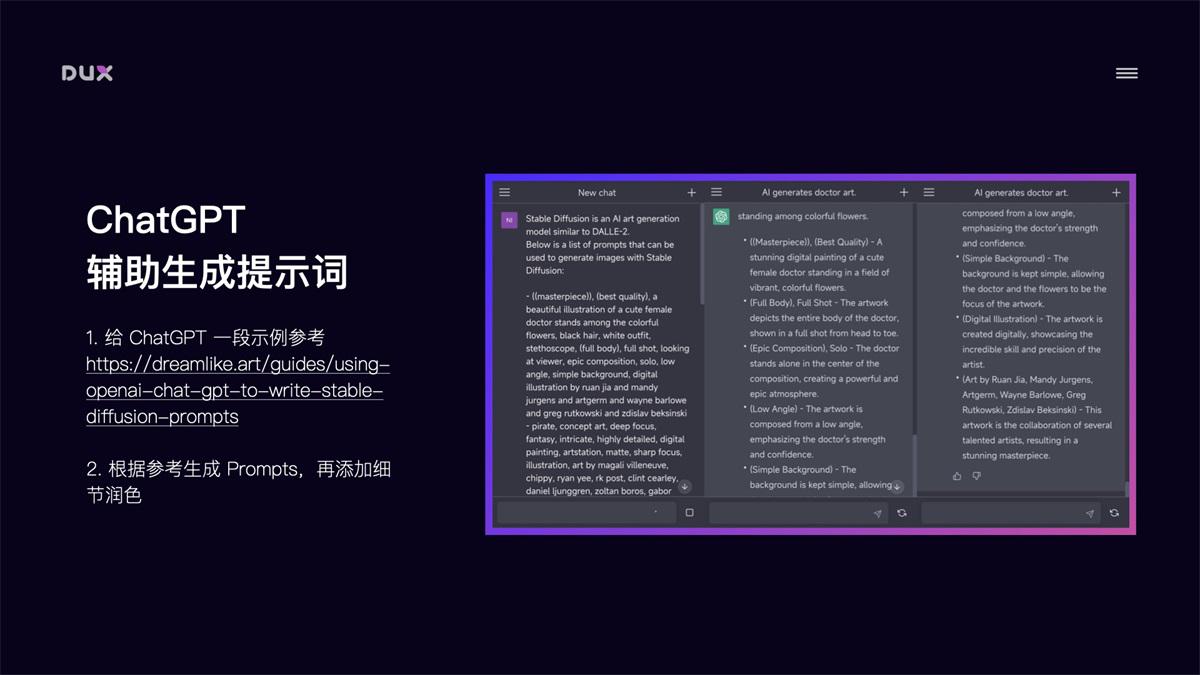 DUX
ChatGPT
辅助生成提示词
1. 给 ChatGPT 一段示例参考
https://dreamlike.art/guides/using-
openai-chat-gpt-to-write-stable-
diffusion-prompts
2. 根据参考生成 Prompts，再添加细
节润色
New chat
NI
Stable Diffusion is an AI art generation
model similar to DALLE-2.
Below is a list of prompts that can be
used to generate images with Stable
Diffusion:
- ((masterpiece)), (best quality), a
beautiful illustration of a cute female
doctor stands among the colorful
flowers, black hair, white outfit,
stethoscope, (full body), full shot, looking
at viewer, epic composition, solo, low
angle, simple background, digital
illustration by ruan jia and mandy
jurgens and artgerm and wayne barlowe
and greg rutkowski and zdislav beksinski
- pirate, concept art, deep focus,
fantasy, intricate, highly detailed, digital
painting, artstation, matte, sharp focus,
illustration, art by magali villeneuve,
chippy, ryan yee, rk post, clint cearley,
daniel ljunggren, zoltan boros, gabor
AI generates doctor art.
standing among colorful flowers.
• ((Masterpiece)), (Best Quality) - A
stunning digital painting of a cute
female doctor standing in a field of
vibrant, colorful flowers.
• (Full Body), Full Shot - The artwork
depicts the entire body of the doctor,
shown in a full shot from head to toe.
• (Epic Composition), Solo - The doctor
stands alone in the center of the
composition, creating a powerful and
epic atmosphere.
• (Low Angle) - The artwork is
composed from a low angle,
emphasizing the doctor's strength
and confidence.
• (Simple Background) - The
background is kept simple, allowing
AI generates doctor art.
composed from a low angle,
emphasizing the doctor's strength
and confidence.
• (Simple Background) - The
background is kept simple, allowing
the doctor and the flowers to be the
focus of the artwork.
• (Digital Illustration) - The artwork is
created digitally, showcasing the
incredible skill and precision of the
artist.
• (Art by Ruan Jia, Mandy Jurgens,
Artgerm, Wayne Barlowe, Greg
Rutkowski, Zdislav Beksinski) - This
artwork is the collaboration of several
talented artists, resulting in a
stunning masterpiece.